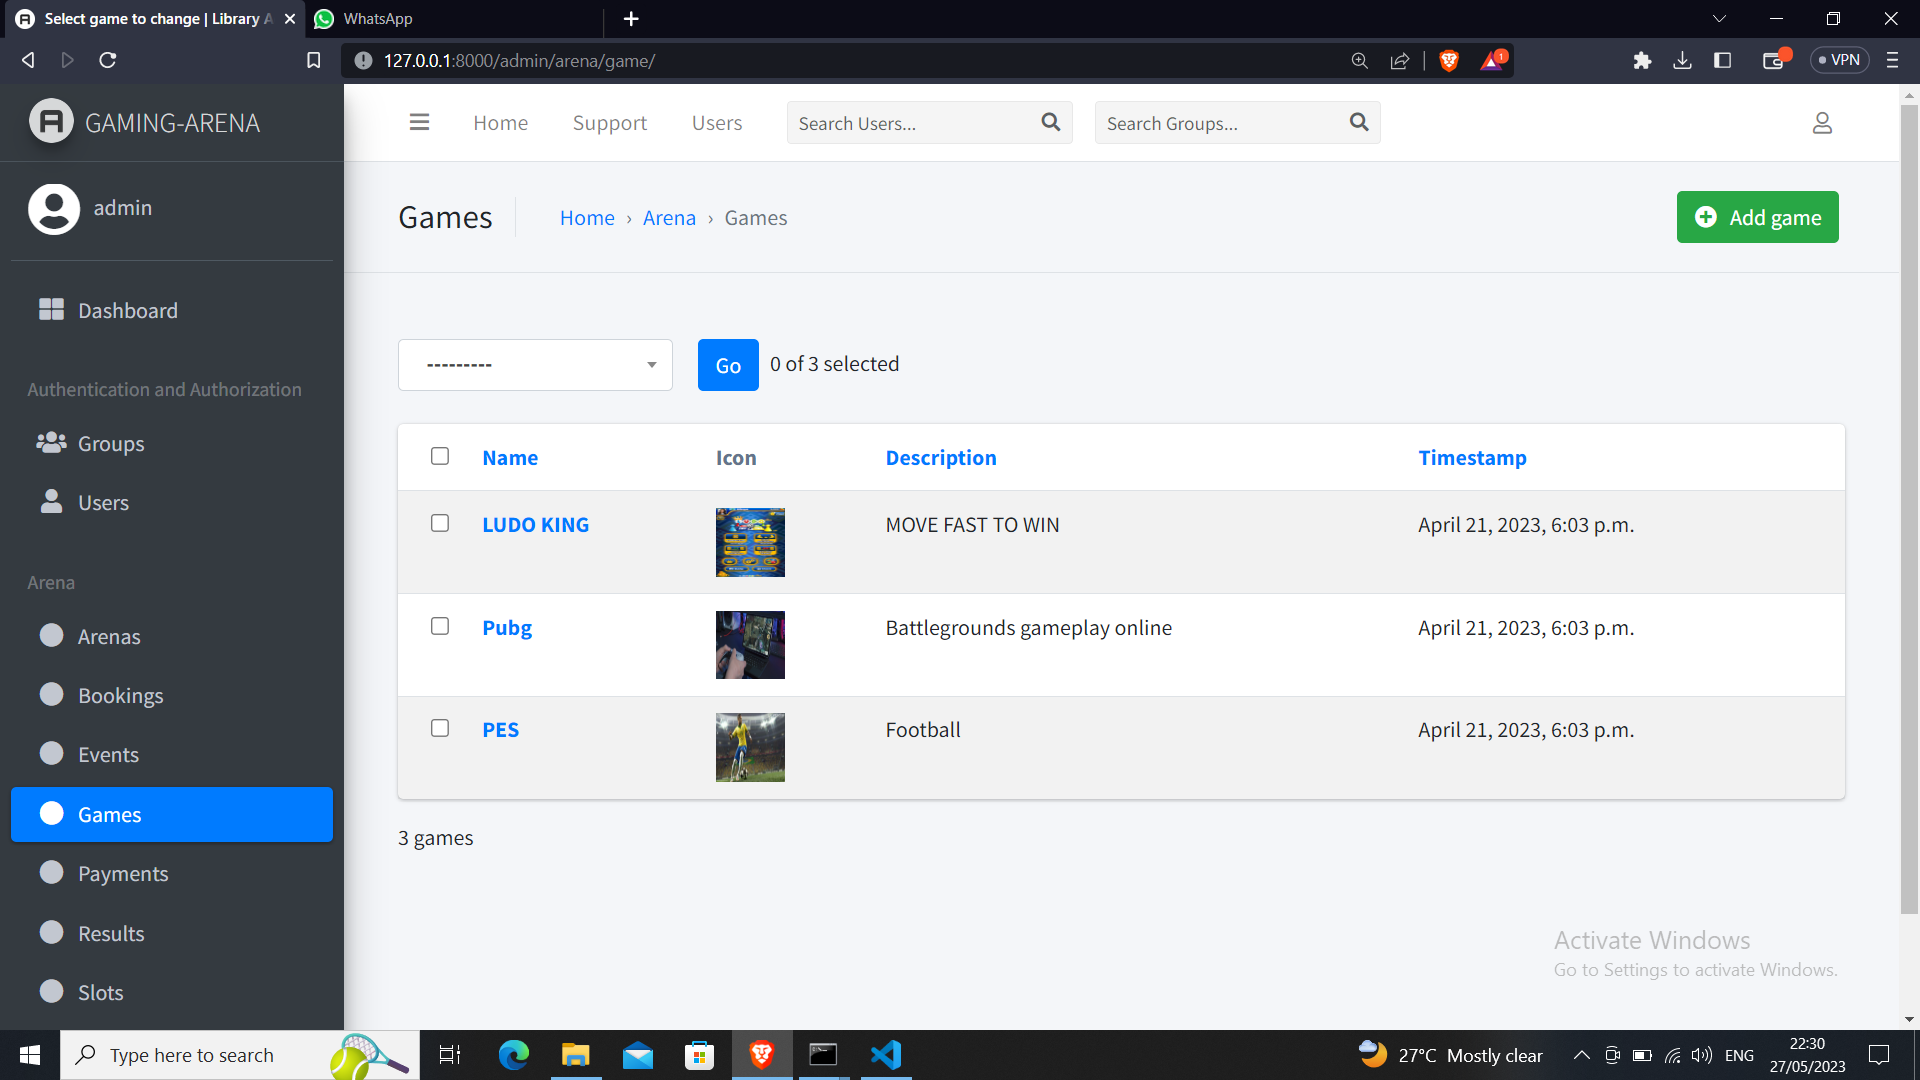 Select game to change | Library A
WhatsApp
127.0.0.1:8000/admin/arena/game/
1
VPN
GAMING-ARENA
Home
Support
Users
Search Users...
Search Groups...
admin
Games
Home › Arena › Games
Add game
Dashboard
---------
Go
0 of 3 selected
Authentication and Authorization
Groups
Users
Name
Icon
Description
Timestamp
LUDO KING
MOVE FAST TO WIN
April 21, 2023, 6:03 p.m.
Pubg
Battlegrounds gameplay online
April 21, 2023, 6:03 p.m.
PES
Football
April 21, 2023, 6:03 p.m.
3 games
Arena
Arenas
Bookings
Events
Games
Payments
Results
Slots
Activate Windows
Go to Settings to activate Windows.
Type here to search
27°C Mostly clear
ENG
22:30
27/05/2023